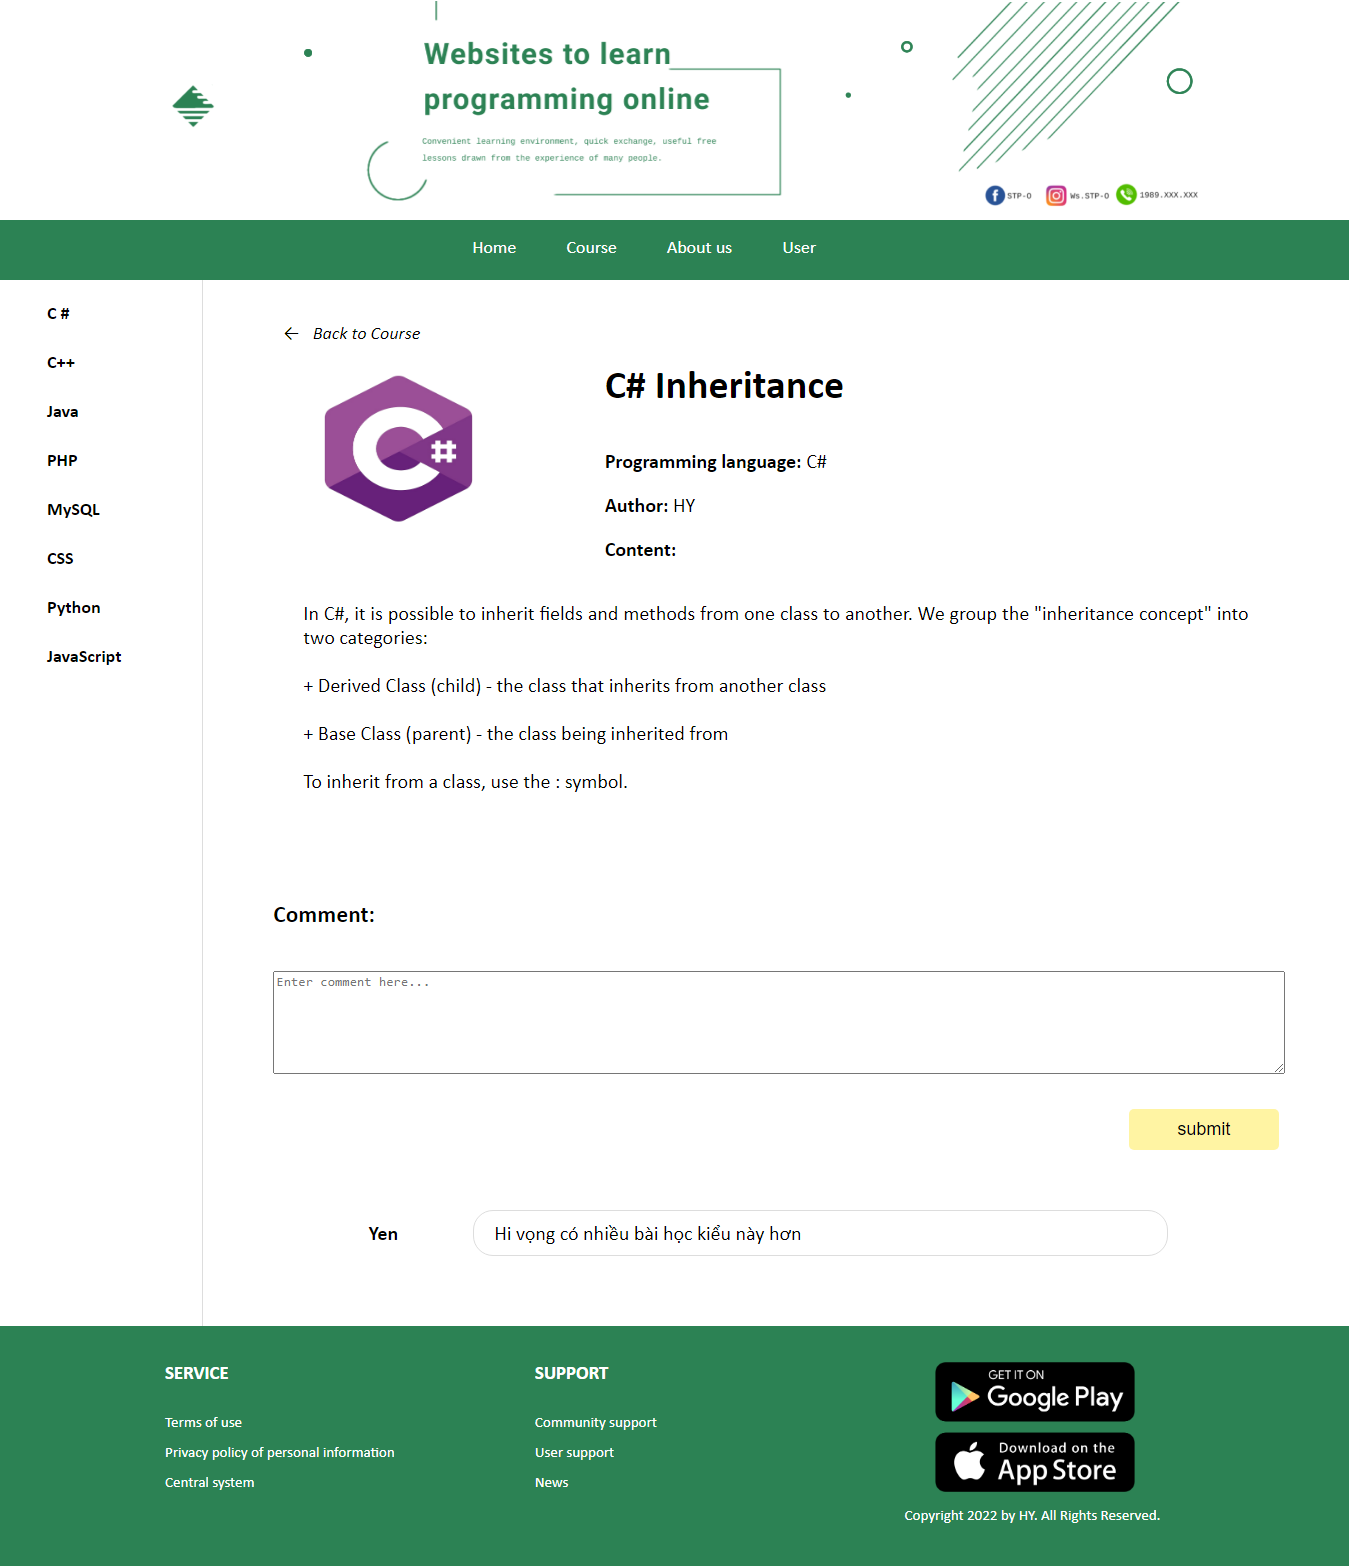 Websites to learn
programming online
Convenient learning environment, quick exchange, useful free
lessons drawn from the experience of many people.
STP-O
Ws.STP-O
1989.XXX.XXX
Home
Course
About us
User
C #
C++
Java
PHP
MySQL
CSS
Python
JavaScript
Back to Course
C# Inheritance
Programming language: C#
Author: HY
Content:
In C#, it is possible to inherit fields and methods from one class to another. We group the "inheritance concept" into
two categories:
+ Derived Class (child) - the class that inherits from another class
+ Base Class (parent) - the class being inherited from
To inherit from a class, use the : symbol.
Comment:
Enter comment here...
submit
Yen
Hi vọng có nhiều bài học kiểu này hơn
SERVICE
Terms of use
Privacy policy of personal information
Central system
SUPPORT
Community support
User support
News
GET IT ON
Google Play
Download on the
App Store
Copyright 2022 by HY. All Rights Reserved.